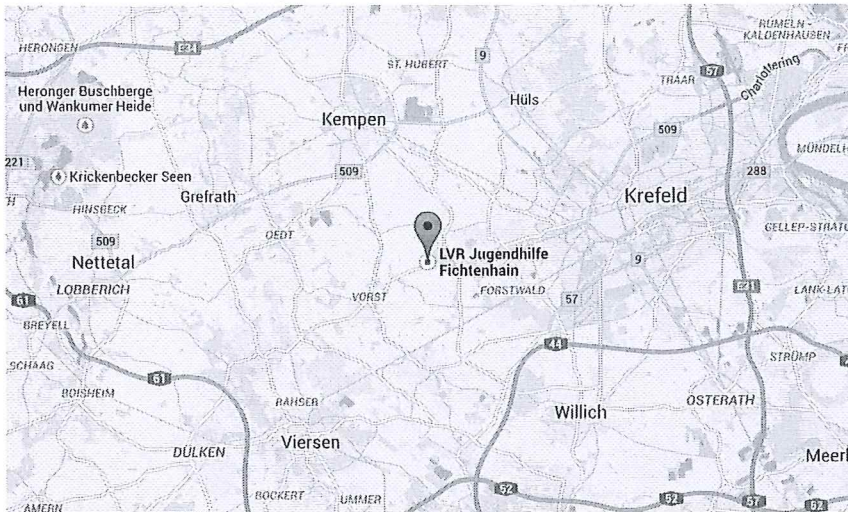 RUMELN-
KALDENHAUSEN
HERONGEN
E34
ST. HUBERT
9
57
TRAAR
Charlottering
Heronger Buschberge
und Wankumer Heide
Hüls
Kempen
509
MÜNDELH
221
Krickenbecker Seen
509
288
Grefrath
Krefeld
HINSBECK
OEDT
GELLEP-STRATU
509
LVR Jugendhilfe
Fichtenhain
9
Nettetal
LOBBERICH
VORST
FORSTWALD
57
E31
LANK-LAT
61
BREYELL
44
STRÜMP
SCHAAG
61
BOISHEIM
RAHSER
OSTERATH
Willich
Viersen
DÜLKEN
Meerb
52
BOCKERT
UMMER
52
57
52
AMERN